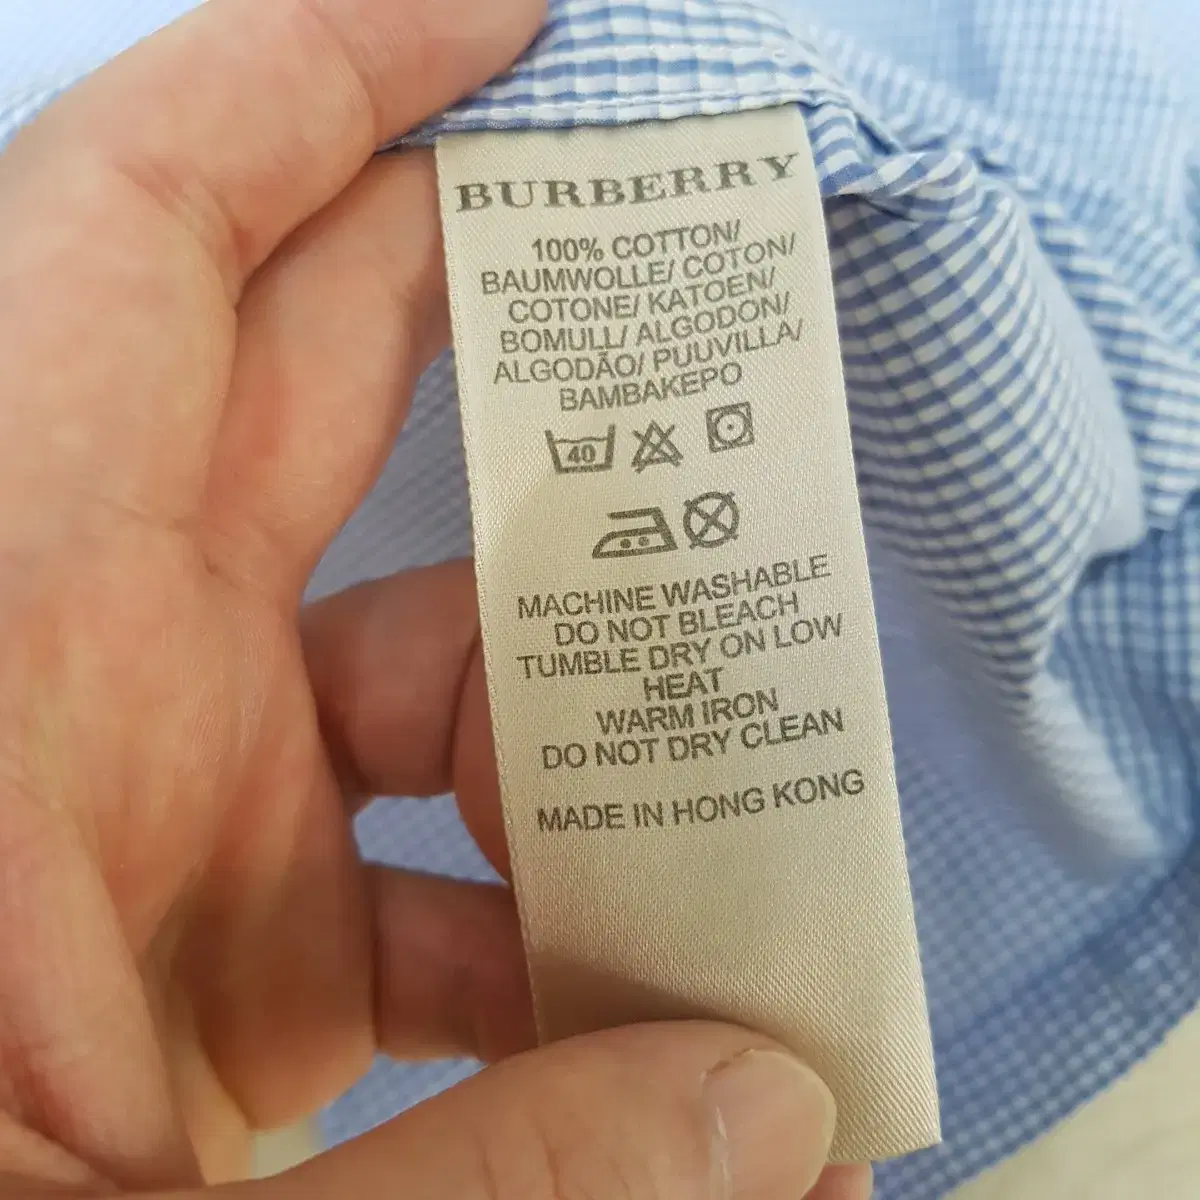 BURBERRY
100% COTTON/
BAUMWOLLE/ COTON/
COTONE/ KATOEN/
BOMULL/ ALGODON/
ALGODÃO/ PUUVILLA/
BAMBAKEPO
40
MACHINE WASHABLE
DO NOT BLEACH
TUMBLE DRY ON LOW
HEAT
WARM IRON
DO NOT DRY CLEAN
MADE IN HONG KONG